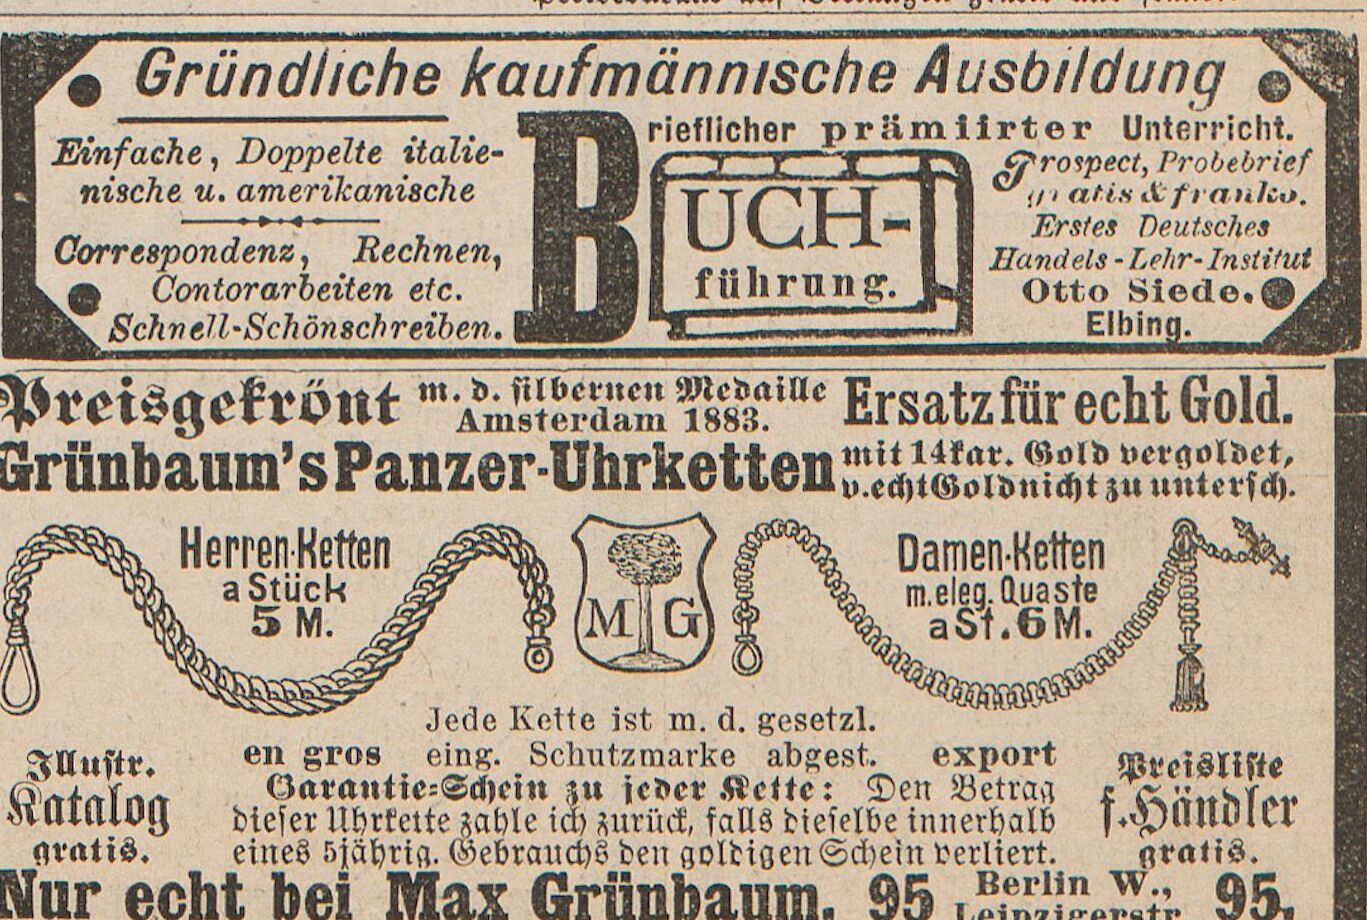 Gründliche kaufmännische Ausbildung
Einfache, Doppelte italie-
nische u. amerikanische
Correspondenz, Rechnen,
Contorarbeiten etc.
Schnell-Schönschreiben.
Brieflicher prämiirter Unterricht.
BUCH-
führung.
Prospect, Probebrief
gratis & franko.
Erstes Deutsches
Handels-Lehr-Institut
Otto Siede.
Elbing.
Preisgekrönt m. d. silbernen Medaille
Amsterdam 1883.
Ersatz für echt Gold.
Grünbaum's Panzer-Uhrketten
mit 14kar. Gold vergoldet,
v. echt Gold nicht zu untersch.
Herren-Ketten
a Stück
5 M.
M G
Damen-Ketten
m. eleg. Quaste
a St. 6 M.
Jede Kette ist m. d. gesetzl.
en gros eing. Schutzmarke abgest. export
Illustr.
Katalog
gratis.
Garantie-Schein zu jeder Kette: Den Betrag
dieser Uhrkette zahle ich zurück, falls dieselbe innerhalb
eines 5jährig. Gebrauchs den goldigen Schein verliert.
Preisliste
f. Händler
gratis.
Nur echt bei Max Grünbaum. 95 Berlin W., 95.
Leipzigerstr.